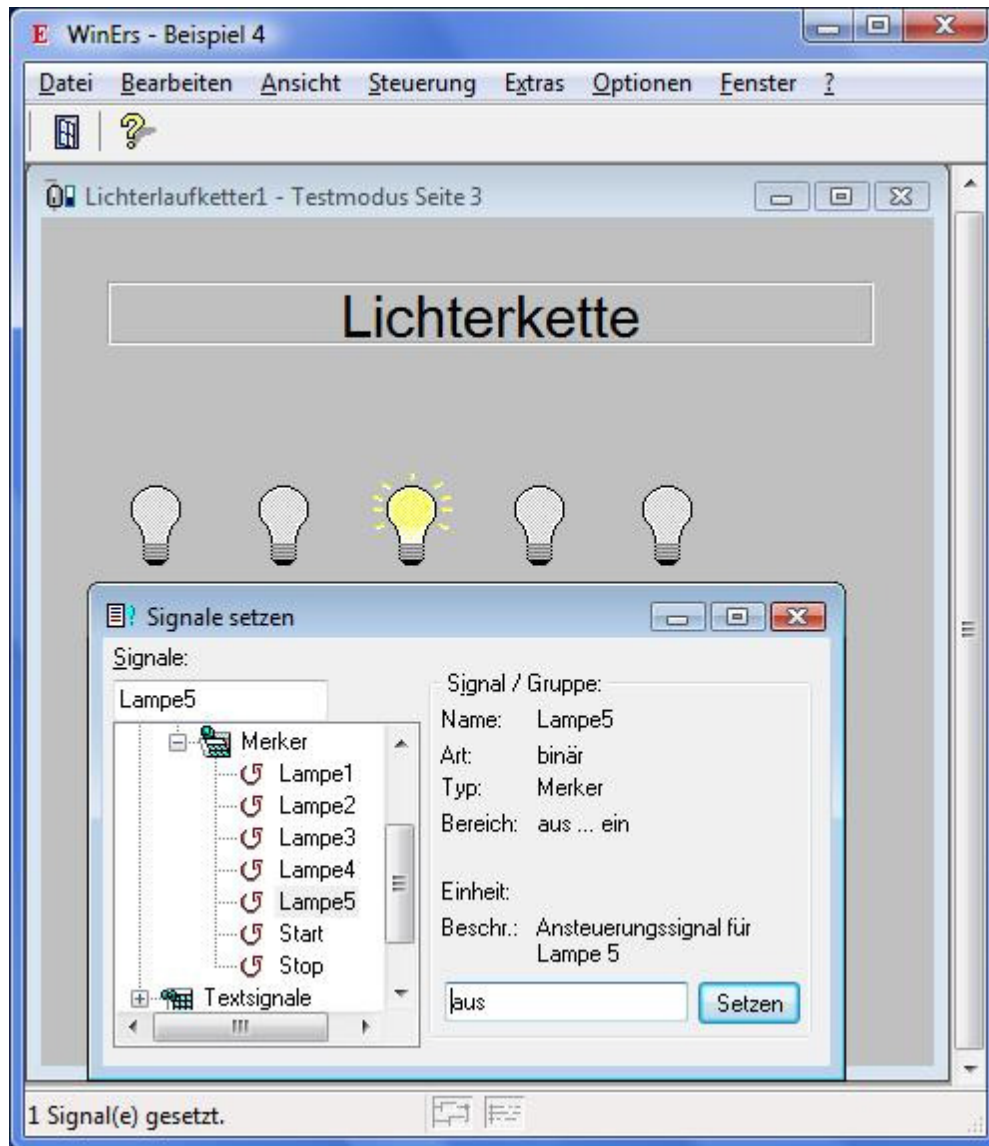 E WinErs - Beispiel 4
Datei Bearbeiten Ansicht Steuerung Extras Optionen Fenster ?
Lichterlaufketter1 - Testmodus Seite 3
Lichterkette
Signale setzen
Signale:
Lampe5
Merker
Lampe1
Lampe2
Lampe3
Lampe4
Lampe5
Start
Stop
Textsignale
Signal / Gruppe:
Name: Lampe5
Art: binär
Typ: Merker
Bereich: aus ... ein
Einheit:
Beschr.: Ansteuerungssignal für
Lampe 5
aus
Setzen
1 Signal(e) gesetzt.